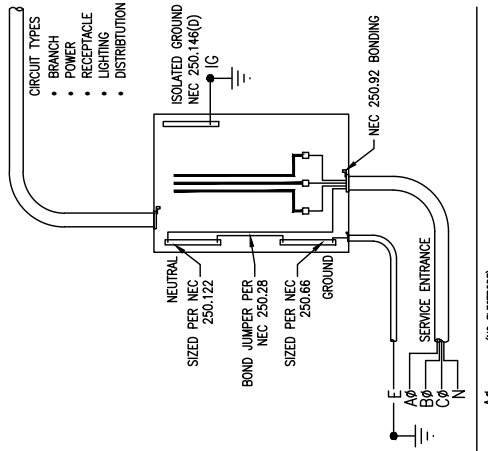 CIRCUIT TYPES
• BRANCH
• POWER
• RECEPTACLE
• LIGHTING
• DISTRIBTUTION
ISOLATED GROUND
NEC 250.146(D)
IG
NEC 250.92 BONDING
NEUTRAL
SIZED PER NEC
250.122
BOND JUMPER PER
NEC 250.28
SIZED PER NEC
250.66
GROUND
SERVICE ENTRANCE
E
AØ
BØ
CØ
N